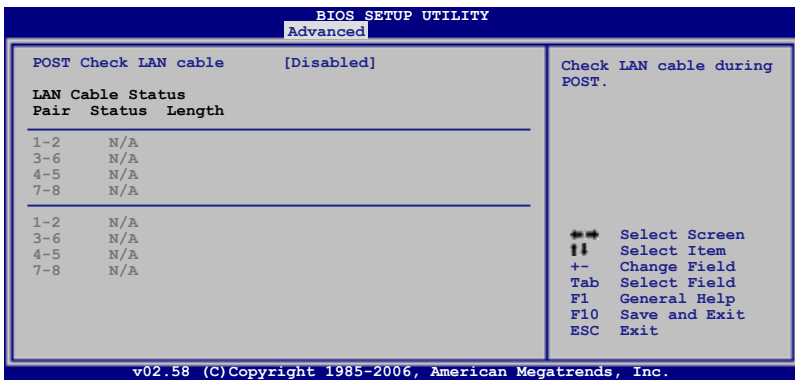 BIOS SETUP UTILITY
Advanced
POST Check LAN cable [Disabled]
LAN Cable Status
Pair Status Length
1-2 N/A
3-6 N/A
4-5 N/A
7-8 N/A
1-2 N/A
3-6 N/A
4-5 N/A
7-8 N/A
Check LAN cable during
POST.
←→ Select Screen
↑↓ Select Item
+- Change Field
Tab Select Field
F1 General Help
F10 Save and Exit
ESC Exit
v02.58 (C)Copyright 1985-2006, American Megatrends, Inc.